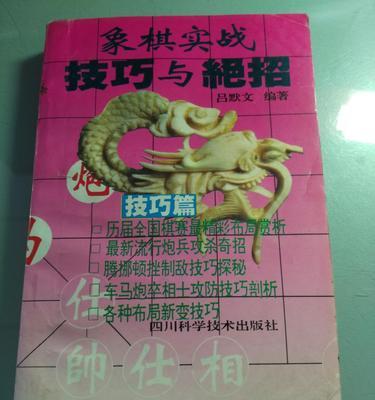 象棋实战
技巧与絕招
吕默文 编著
炮
技巧篇
□历届全国棋赛最精彩布局赏析
□最新流行炮兵攻杀奇招
□腾挪顿挫制敌技巧探秘
□车马炮卒相士攻防技巧剖析
□各种布局新变技巧
四川科学技术出版社
仕
帥仕相